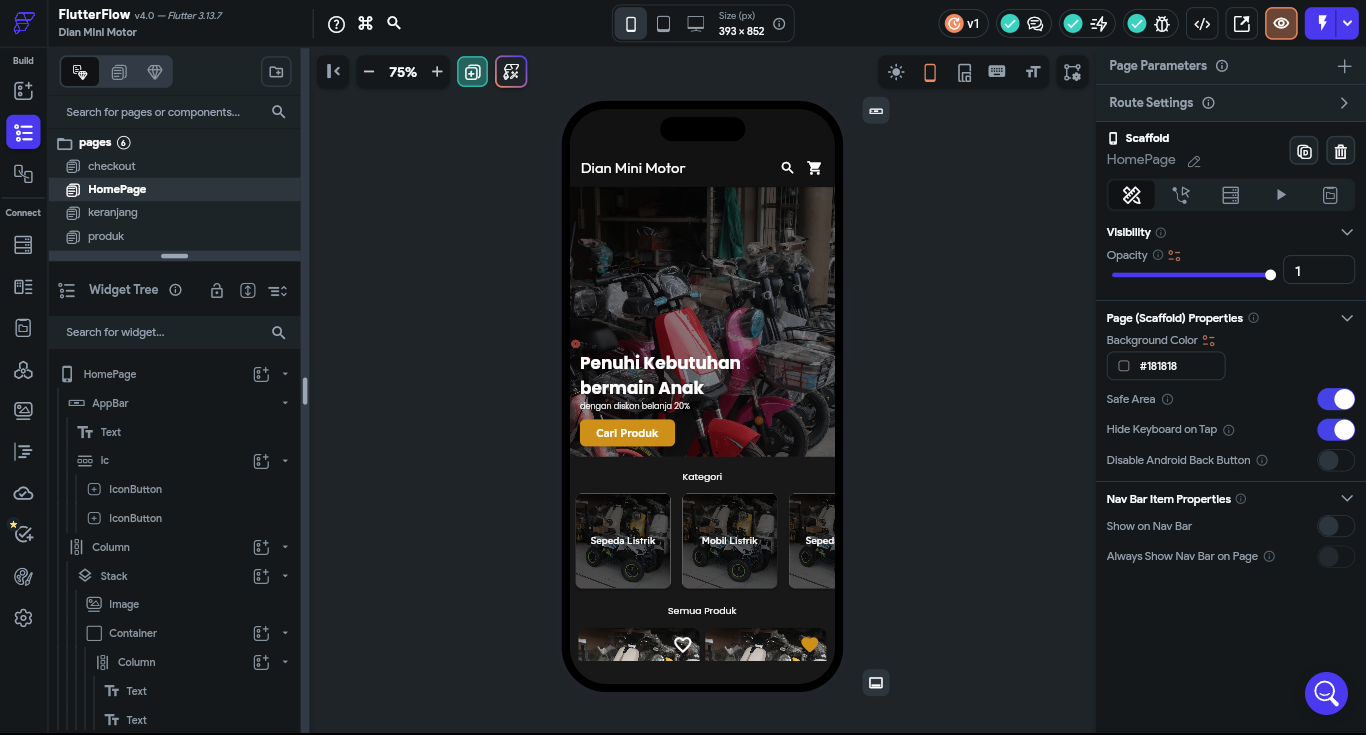 FlutterFlow v4.0 — Flutter 3.13.7
Dian Mini Motor
Size (px)
393 × 852
v1
Build
Connect
Search for pages or components...
pages 6
checkout
HomePage
keranjang
produk
Widget Tree
Search for widget...
HomePage
AppBar
Text
Ic
IconButton
IconButton
Column
Stack
Image
Container
Column
Text
Text
75%
Dian Mini Motor
Penuhi Kebutuhan
bermain Anak
dengan diskon belanja 20%
Cari Produk
Kategori
Sepeda Listrik
Mobil Listrik
Seped
Semua Produk
Page Parameters
Route Settings
Scaffold
HomePage
Visibility
Opacity
1
Page (Scaffold) Properties
Background Color
#181818
Safe Area
Hide Keyboard on Tap
Disable Android Back Button
Nav Bar Item Properties
Show on Nav Bar
Always Show Nav Bar on Page